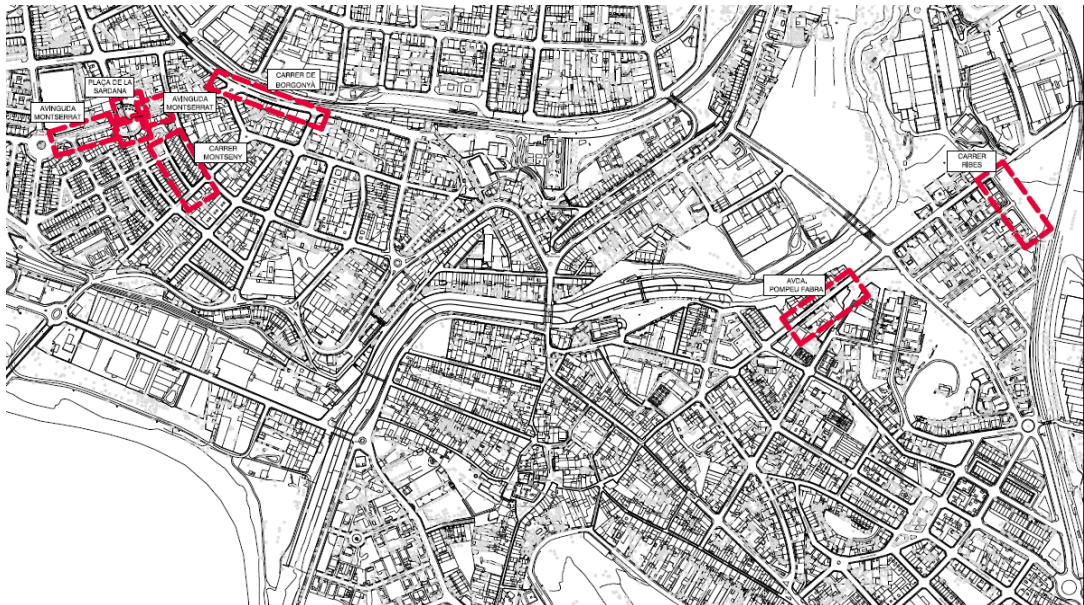 CARRER DE
BORGONYÀ
PLAÇA DE LA
SARDANA
AVINGUDA
MONTSERRAT
AVINGUDA
MONTSERRAT
CARRER
MONTSENY
CARRER
RIBES
AVDA.
POMPEU FABRA